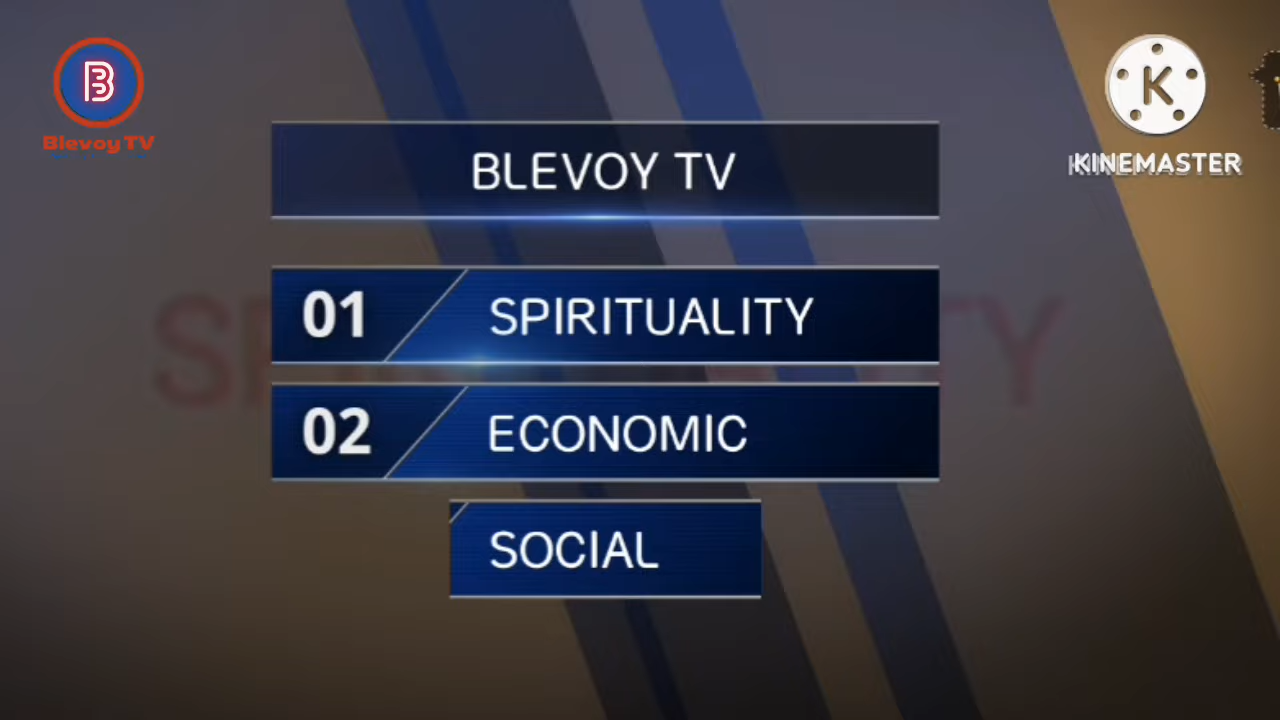 B
Blevoy TV
K
KINEMASTER
BLEVOY TV
01 SPIRITUALITY
02 ECONOMIC
SOCIAL